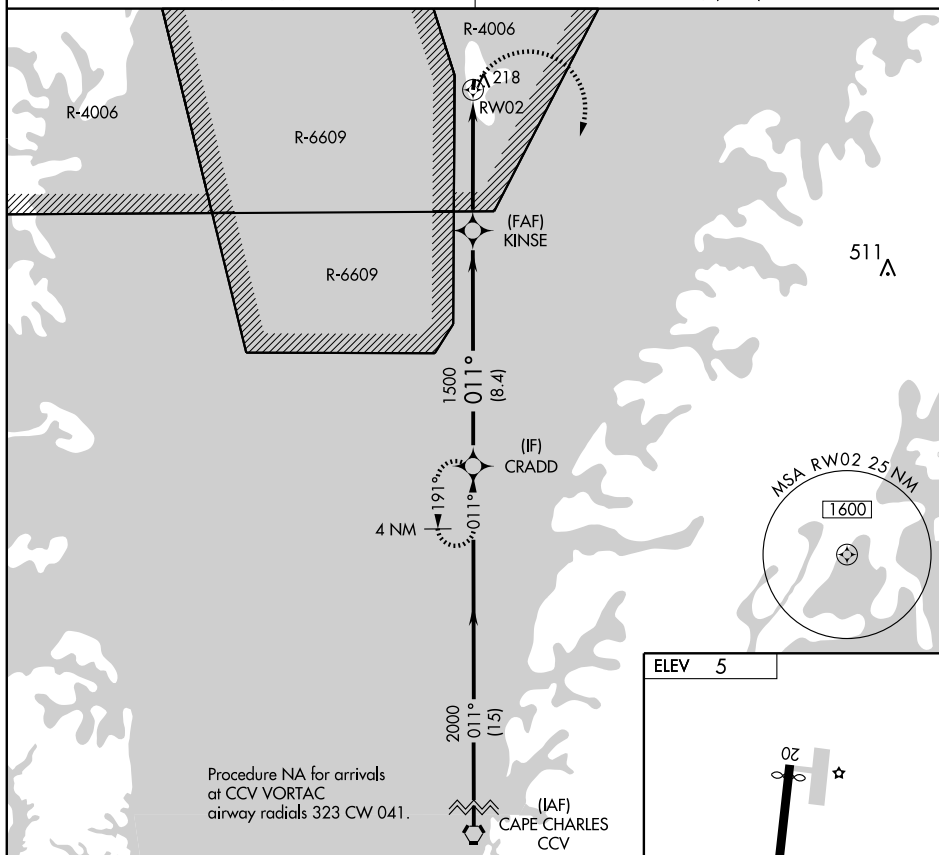 R-4006
218
RW02
R-4006
R-6609
(FAF)
KINSE
511
R-6609
1500
011°
(8.4)
(IF)
CRADD
191°
011°
4 NM
MSA RW02 25 NM
1600
ELEV 5
2000
011°
(15)
20
Procedure NA for arrivals
at CCV VORTAC
airway radials 323 CW 041.
(IAF)
CAPE CHARLES
CCV